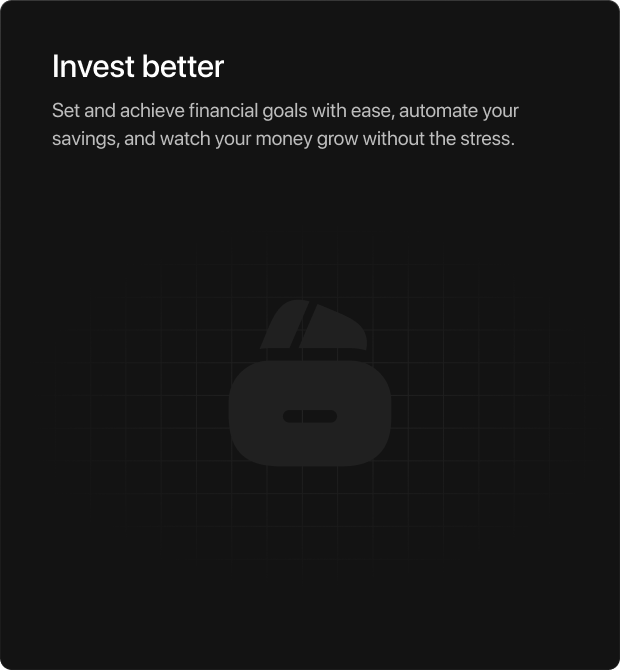 Invest better
Set and achieve financial goals with ease, automate your
savings, and watch your money grow without the stress.